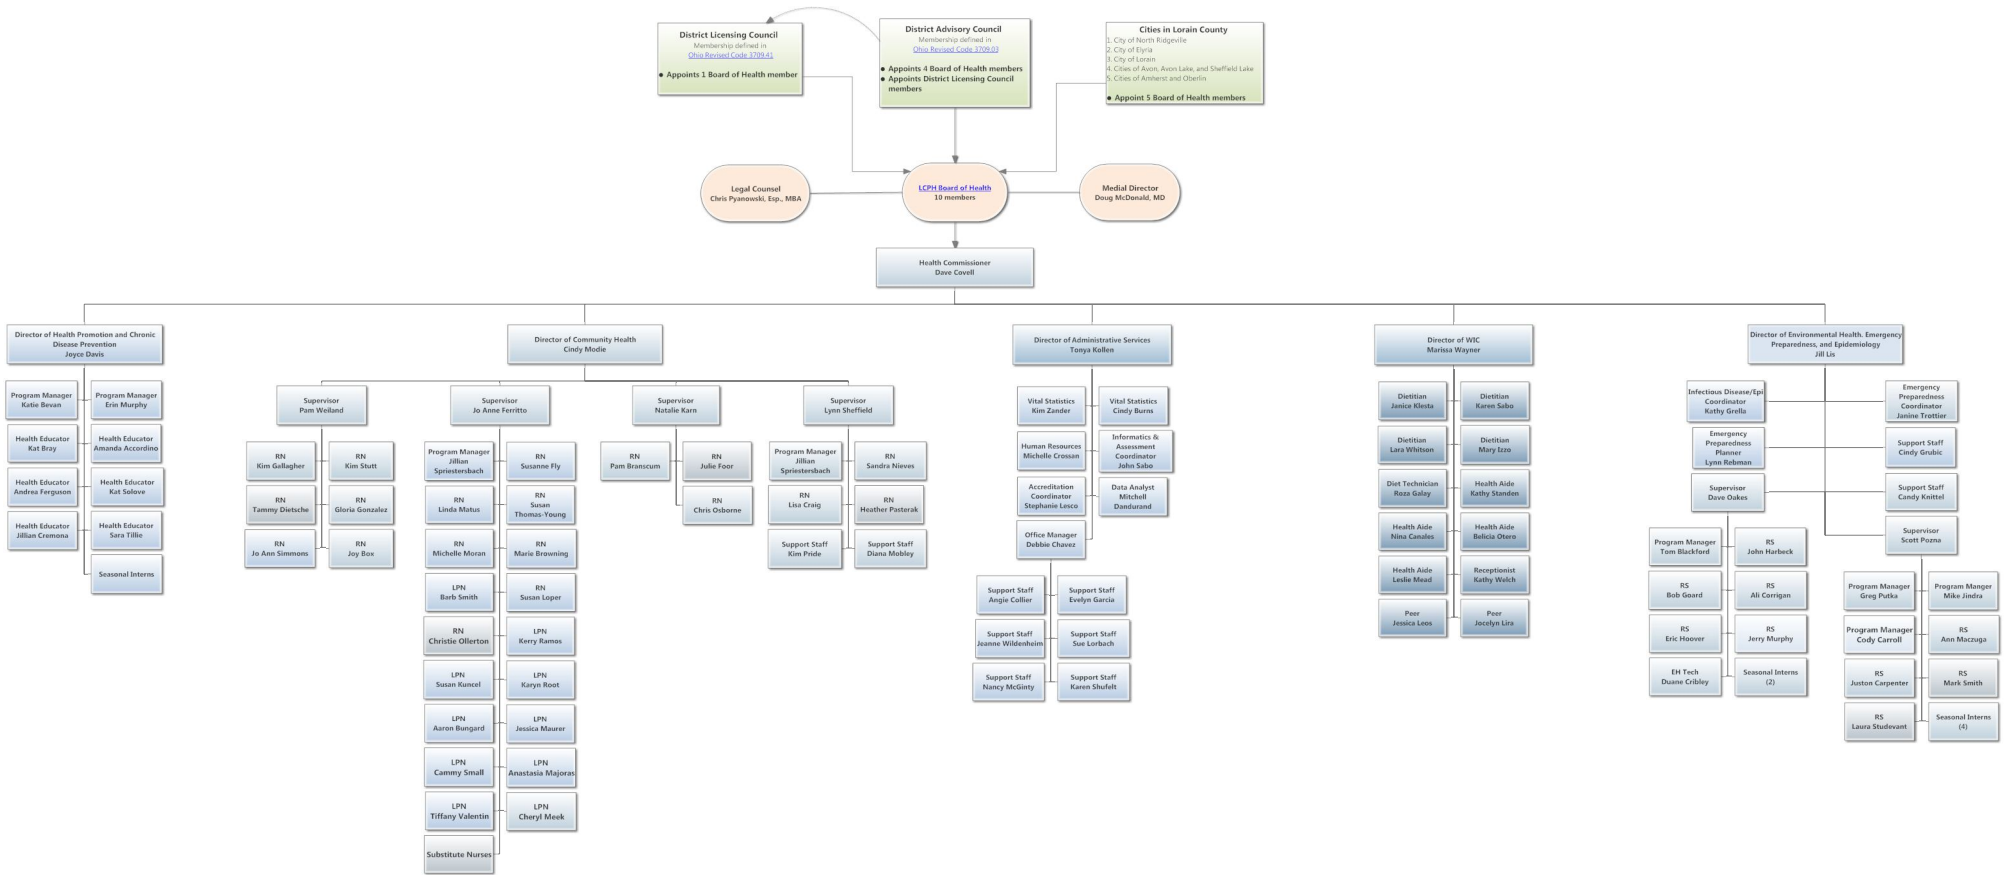 District Licensing Council
Membership defined in
Ohio Revised Code 3709.41
● Appoints 1 Board of Health member
District Advisory Council
Membership defined in
Ohio Revised Code 3709.03
● Appoints 4 Board of Health members
● Appoints District Licensing Council
members
Cities in Lorain County
1. City of North Ridgeville
2. City of Elyria
3. City of Lorain
4. Cities of Avon, Avon Lake, and Sheffield Lake
5. Cities of Amherst and Oberlin
● Appoint 5 Board of Health members
Legal Counsel
Chris Pyanowski, Esp., MBA
LCPH Board of Health
10 members
Medial Director
Doug McDonald, MD
Health Commissioner
Dave Covell
Director of Health Promotion and Chronic
Disease Prevention
Joyce Davis
Program Manager
Katie Bevan
Program Manager
Erin Murphy
Health Educator
Kat Bray
Health Educator
Amanda Accordino
Health Educator
Andrea Ferguson
Health Educator
Kat Solove
Health Educator
Jillian Cremona
Health Educator
Sara Tillie
Seasonal Interns
Director of Community Health
Cindy Modie
Supervisor
Pam Weiland
RN
Kim Gallagher
RN
Kim Stutt
RN
Tammy Dietsche
RN
Gloria Gonzalez
RN
Jo Ann Simmons
RN
Joy Box
Supervisor
Jo Anne Ferritto
Program Manager
Jillian
Spriestersbach
RN
Susanne Fly
RN
Linda Matus
RN
Susan
Thomas-Young
RN
Michelle Moran
RN
Marie Browning
LPN
Barb Smith
RN
Susan Loper
RN
Christie Ollerton
LPN
Kerry Ramos
LPN
Susan Kuncel
LPN
Karyn Root
LPN
Aaron Bungard
LPN
Jessica Maurer
LPN
Cammy Small
LPN
Anastasia Majoras
LPN
Tiffany Valentin
LPN
Cheryl Meek
Substitute Nurses
Supervisor
Natalie Karn
RN
Pam Branscum
RN
Julie Foor
RN
Chris Osborne
Supervisor
Lynn Sheffield
Program Manager
Jillian
Spriestersbach
RN
Sandra Nieves
RN
Lisa Craig
RN
Heather Pasterak
Support Staff
Kim Pride
Support Staff
Diana Mobley
Director of Administrative Services
Tonya Kollen
Vital Statistics
Kim Zander
Vital Statistics
Cindy Burns
Human Resources
Michelle Crossan
Informatics &
Assessment
Coordinator
John Sabo
Accreditation
Coordinator
Stephanie Lesco
Data Analyst
Mitchell
Dandurand
Office Manager
Debbie Chavez
Support Staff
Angie Collier
Support Staff
Evelyn Garcia
Support Staff
Jeanne Wildenheim
Support Staff
Sue Lorbach
Support Staff
Nancy McGinty
Support Staff
Karen Shufelt
Director of WIC
Marissa Wayner
Dietitian
Janice Klesta
Dietitian
Karen Sabo
Dietitian
Lara Whitson
Dietitian
Mary Izzo
Diet Technician
Roza Galay
Health Aide
Kathy Standen
Health Aide
Nina Canales
Health Aide
Belicia Otero
Health Aide
Leslie Mead
Receptionist
Kathy Welch
Peer
Jessica Leos
Peer
Jocelyn Lira
Director of Environmental Health, Emergency
Preparedness, and Epidemiology
Jill Lis
Infectious Disease/Epi
Coordinator
Kathy Grella
Emergency
Preparedness
Coordinator
Janine Trottier
Emergency
Preparedness
Planner
Lynn Rebman
Support Staff
Cindy Grubic
Supervisor
Dave Oakes
Support Staff
Candy Knittel
Supervisor
Scott Pozna
Program Manager
Tom Blackford
RS
John Harbeck
RS
Bob Goard
RS
Ali Corrigan
RS
Eric Hoover
RS
Jerry Murphy
EH Tech
Duane Cribley
Seasonal Interns
(2)
Program Manager
Greg Putka
Program Manger
Mike Jindra
Program Manager
Cody Carroll
RS
Ann Maczuga
RS
Juston Carpenter
RS
Mark Smith
RS
Laura Studevant
Seasonal Interns
(4)